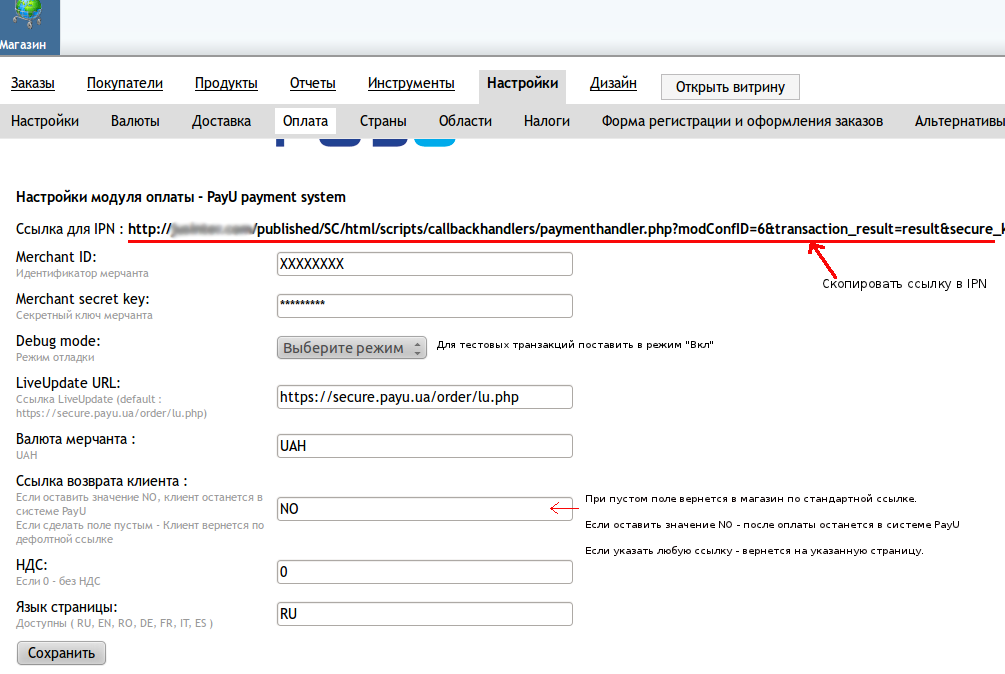 Магазин
Заказы Покупатели Продукты Отчеты Инструменты Настройки Дизайн Открыть витрину
Настройки Валюты Доставка Оплата Страны Области Налоги Форма регистрации и оформления заказов Альтернативы
Настройки модуля оплаты - PayU payment system
Ссылка для IPN : http:// /published/SC/html/scripts/callbackhandlers/paymenthandler.php?modConfID=6&transaction_result=result&secure_k
Скопировать ссылку в IPN
Merchant ID: XXXXXXXX
Идентификатор мерчанта
Merchant secret key: *********
Секретный ключ мерчанта
Debug mode: Выберите режим Для тестовых транзакций поставить в режим "Вкл"
Режим отладки
LiveUpdate URL: https://secure.payu.ua/order/lu.php
Ссылка LiveUpdate (default :
https://secure.payu.ua/order/lu.php)
Валюта мерчанта : UAH
UAH
Ссылка возврата клиента :
Если оставить значение NO, клиент останется в
системе PayU
Если сделать поле пустым - Клиент вернется по
дефолтной ссылке
NO
При пустом поле вернется в магазин по стандартной ссылке.
Если оставить значение NO - после оплаты останется в системе PayU
Если указать любую ссылку - вернется на указанную страницу.
НДС: 0
Если 0 - без НДС
Язык страницы: RU
Доступны ( RU, EN, RO, DE, FR, IT, ES )
Сохранить